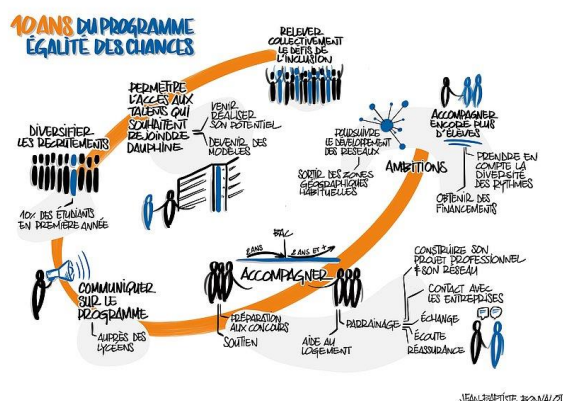 10 ANS DU PROGRAMME
ÉGALITÉ DES CHANCES
RELEVER
COLLECTIVEMENT
LE DÉFIS DE
L'INCLUSION
PERMETTRE
L'ACCÈS AUX
TALENTS QUI
SOUHAITENT
REJOINDRE
DAUPHINE
VENIR
RÉALISER
SON POTENTIEL
DEVENIR DES
MODÈLES
DIVERSIFIER
LES RECRUTEMENTS
10% DES ÉTUDIANTS
EN PREMIÈRE ANNÉE
COMMUNIQUER
SUR LE
PROGRAMME
AUPRÈS DES
LYCÉENS
BAC
2 ANS
2 ANS ET +
ACCOMPAGNER
PRÉPARATION
AUX CONCOURS
SOUTIEN
AIDE AU
LOGEMENT
PARRAINAGE
CONSTRUIRE SON
PROJET PROFESSIONNEL
& SON RÉSEAU
CONTACT AVEC
LES ENTREPRISES
ÉCHANGE
ÉCOUTE
RÉASSURANCE
AMBITIONS
POURSUIVRE
LE DÉVELOPPEMENT
DES RÉSEAUX
SORTIR DES ZONES
GÉOGRAPHIQUES
HABITUELLES
ACCOMPAGNER
ENCORE PLUS
D'ÉLÈVES
PRENDRE EN
COMPTE LA
DIVERSITÉ
DES RYTHMES
OBTENIR DES
FINANCEMENTS
JEAN-BAPTISTE BONVALOT